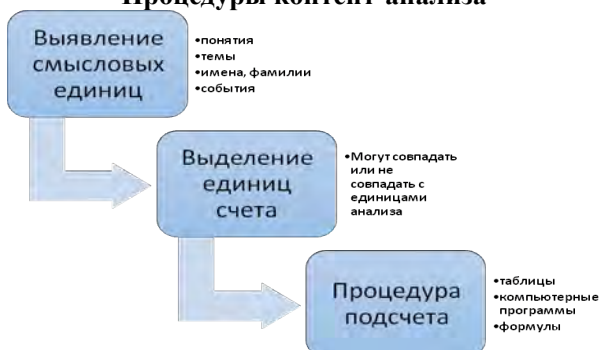 Процедуры контент-анализа
Выявление
смысловых
единиц
•понятия
•темы
•имена, фамилии
•события
Выделение
единиц
счета
•Могут совпадать
или не
совпадать с
единицами
анализа
Процедура
подсчета
•таблицы
•компьютерные
программы
•формулы